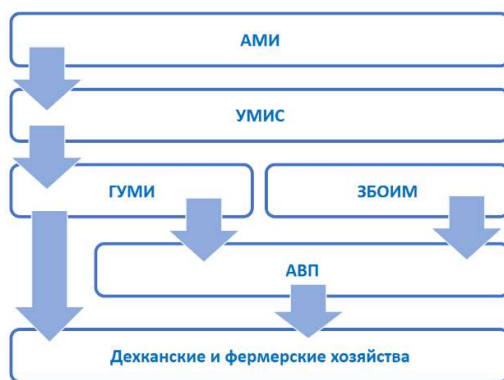 АМИ
УМИС
ГУМИ
ЗБОИМ
АВП
Дехканские и фермерские хозяйства